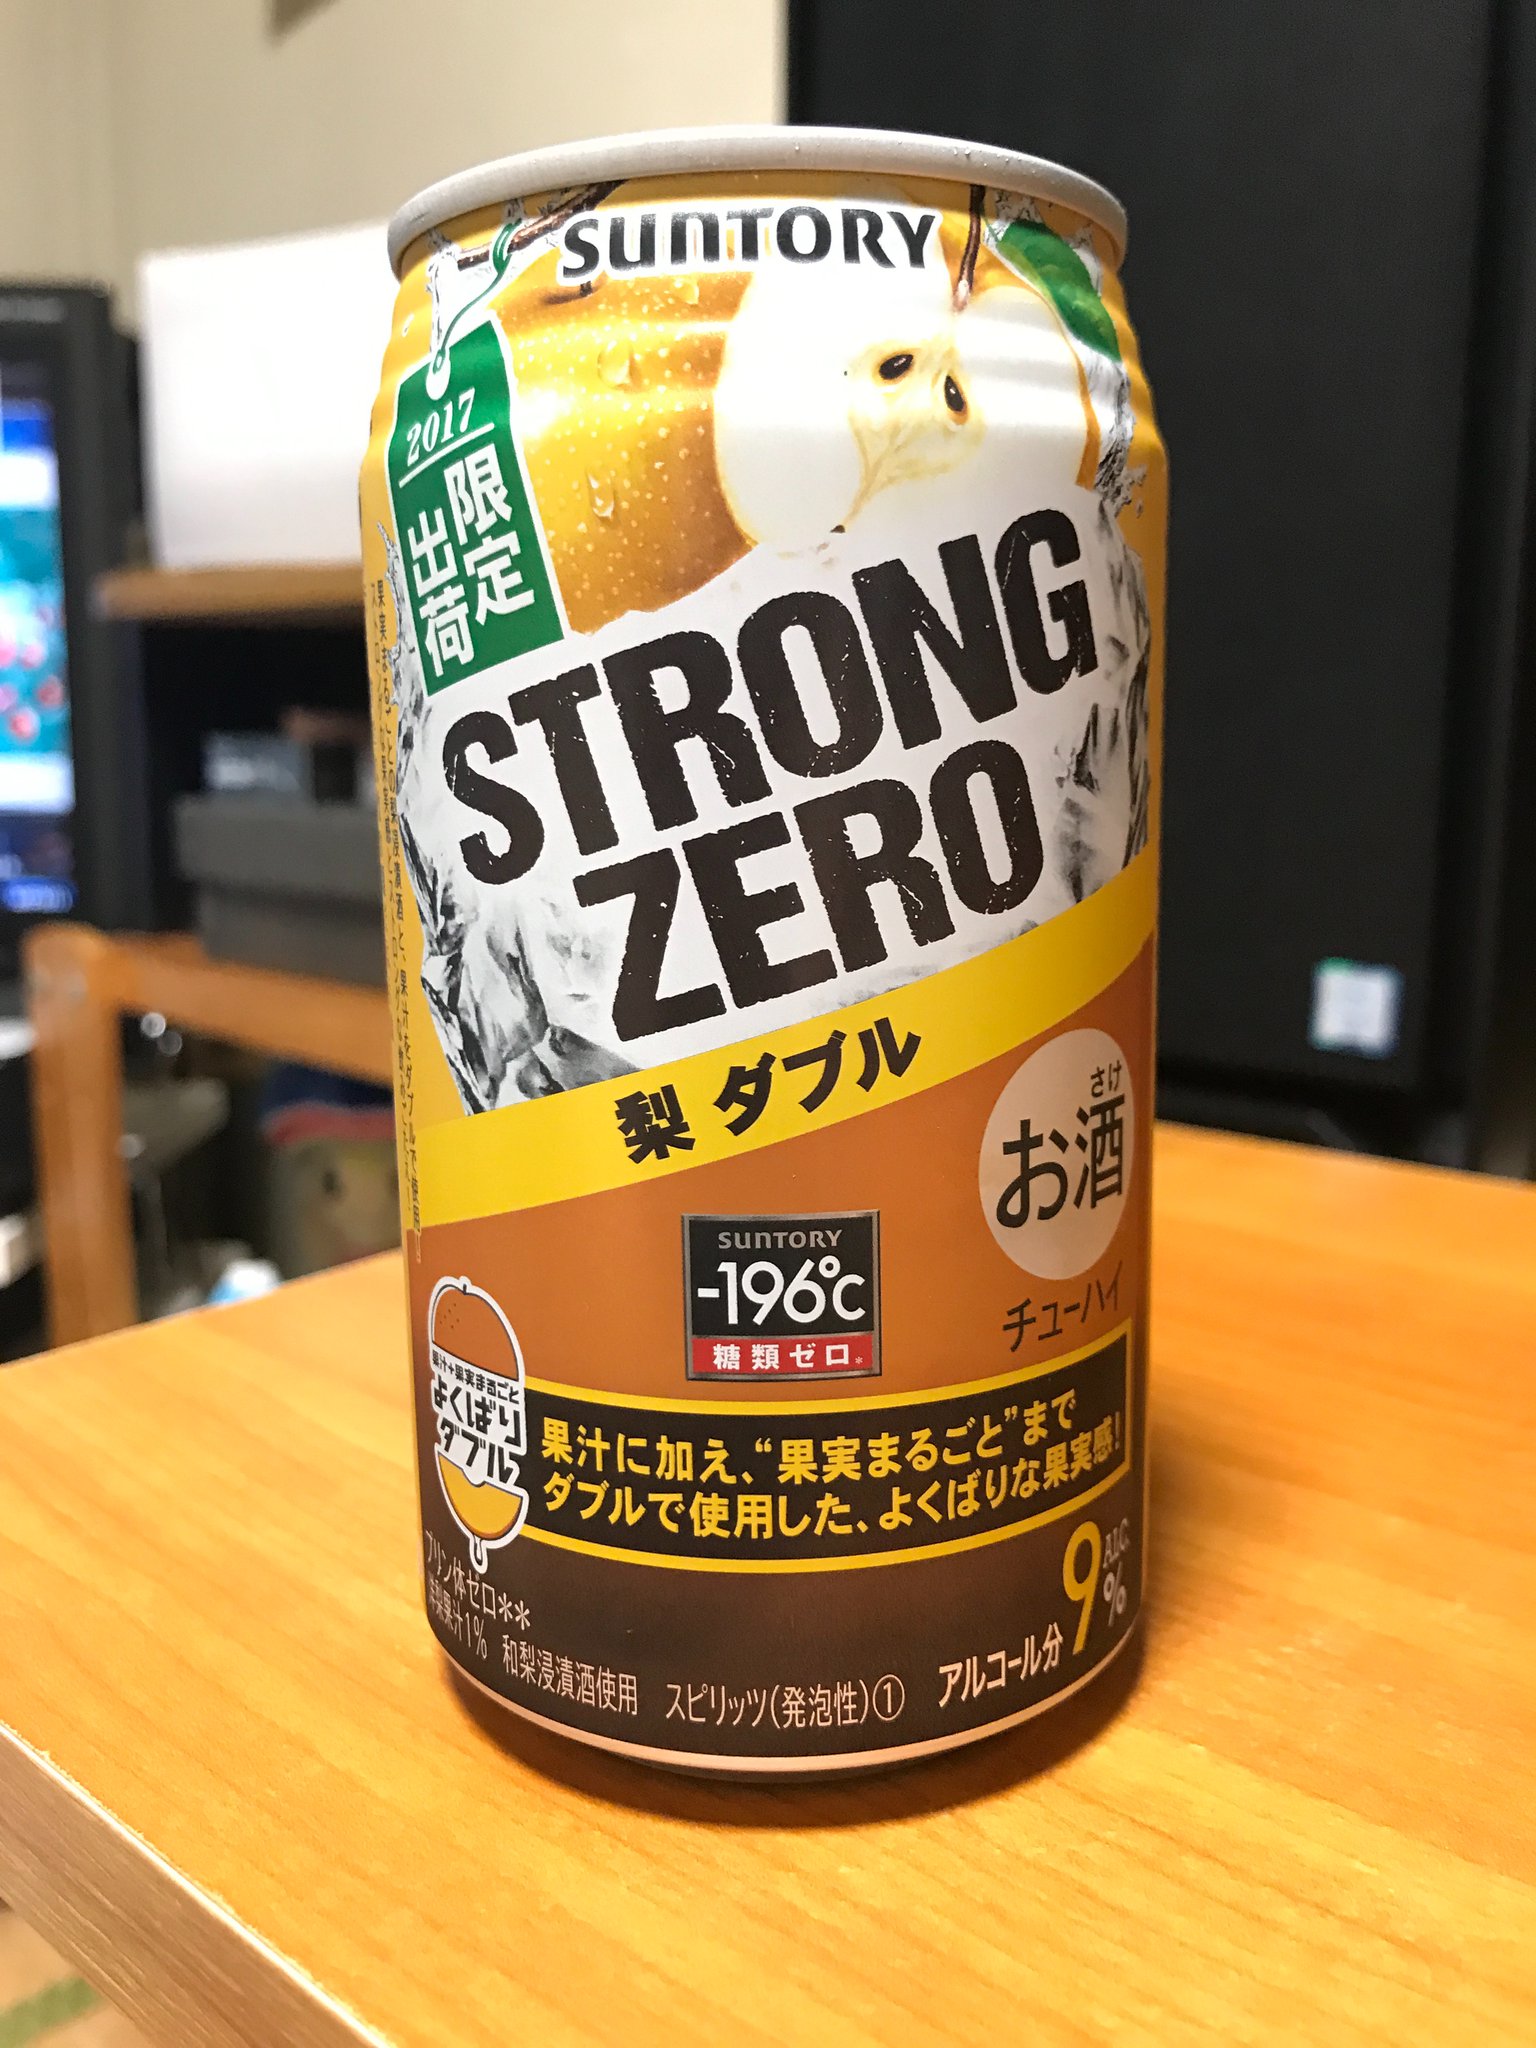 SUNTORY
2017
限定
出荷
STRONG
ZERO
梨 ダブル
さけ
お酒
チューハイ
SUNTORY
-196℃
糖類ゼロ*
果汁+果実まるごと
よくばり
ダブル
果汁に加え、“果実まるごと”まで
ダブルで使用した、よくばりな果実感!
プリン体ゼロ**
洋梨果汁1% 和梨浸漬酒使用 スピリッツ(発泡性)① アルコール分9% ALC.